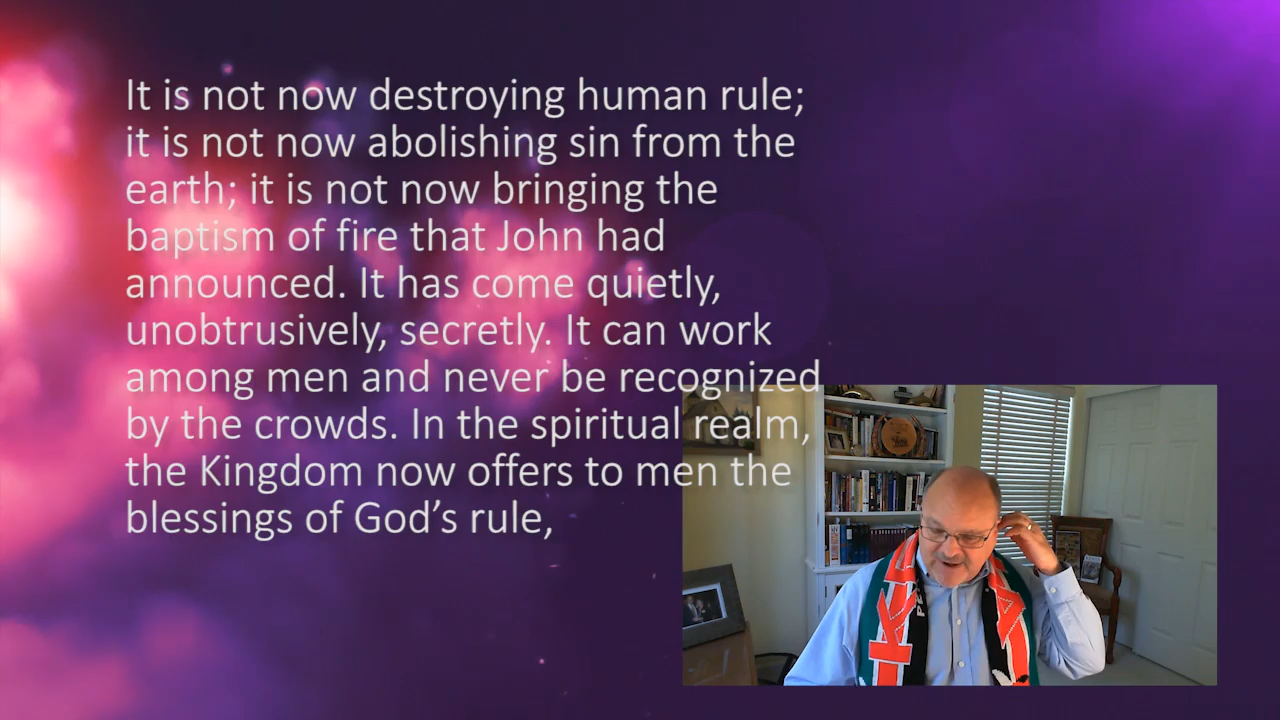 It is not now destroying human rule;
it is not now abolishing sin from the
earth; it is not now bringing the
baptism of fire that John had
announced. It has come quietly,
unobtrusively, secretly. It can work
among men and never be recognized
by the crowds. In the spiritual realm,
the Kingdom now offers to men the
blessings of God’s rule,